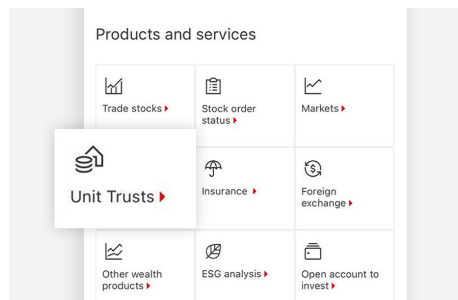 Products and services
Trade stocks
Stock order
status
Markets
Unit Trusts
Insurance
Foreign
exchange
Other wealth
products
ESG analysis
Open account to
invest